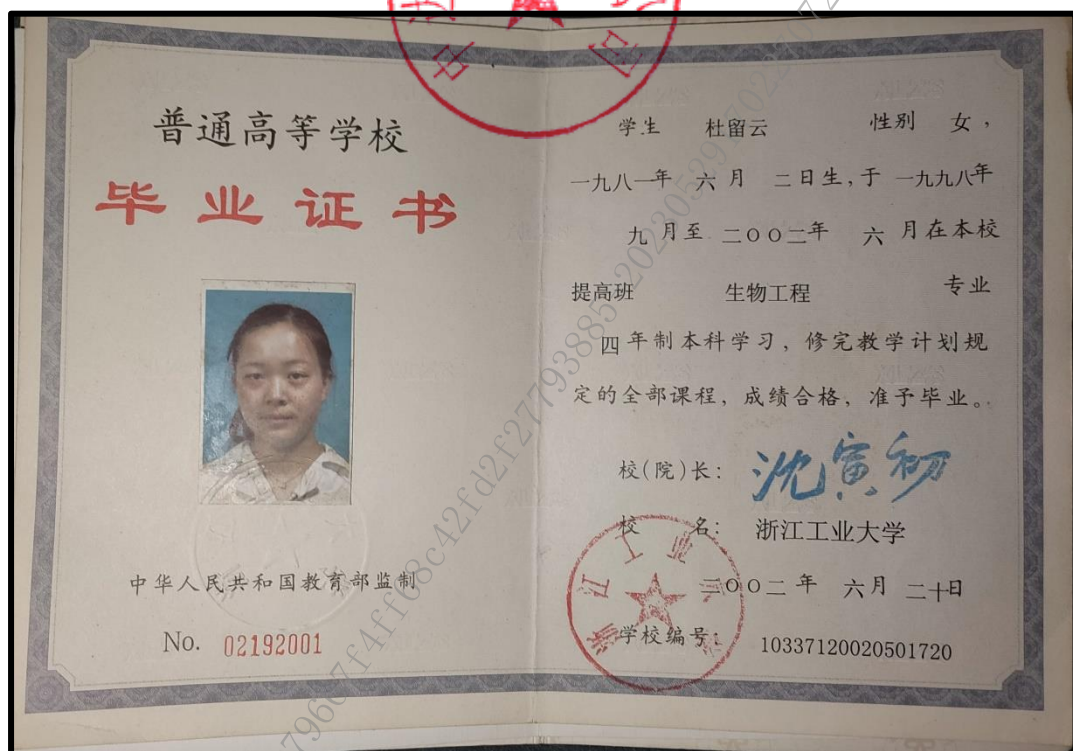 普通高等学校
毕业证书
中华人民共和国教育部监制
No. 02192001
学生 杜留云 性别 女,
一九八一年 六月 二日生,于 一九九八年
九月至 二〇〇二年 六月在本校
提高班 生物工程 专业
四年制本科学习,修完教学计划规
定的全部课程,成绩合格,准予毕业。
校(院)长: 沈寅初
校 名: 浙江工业大学
二〇〇二年 六月 二十日
学校编号: 10337120020501720